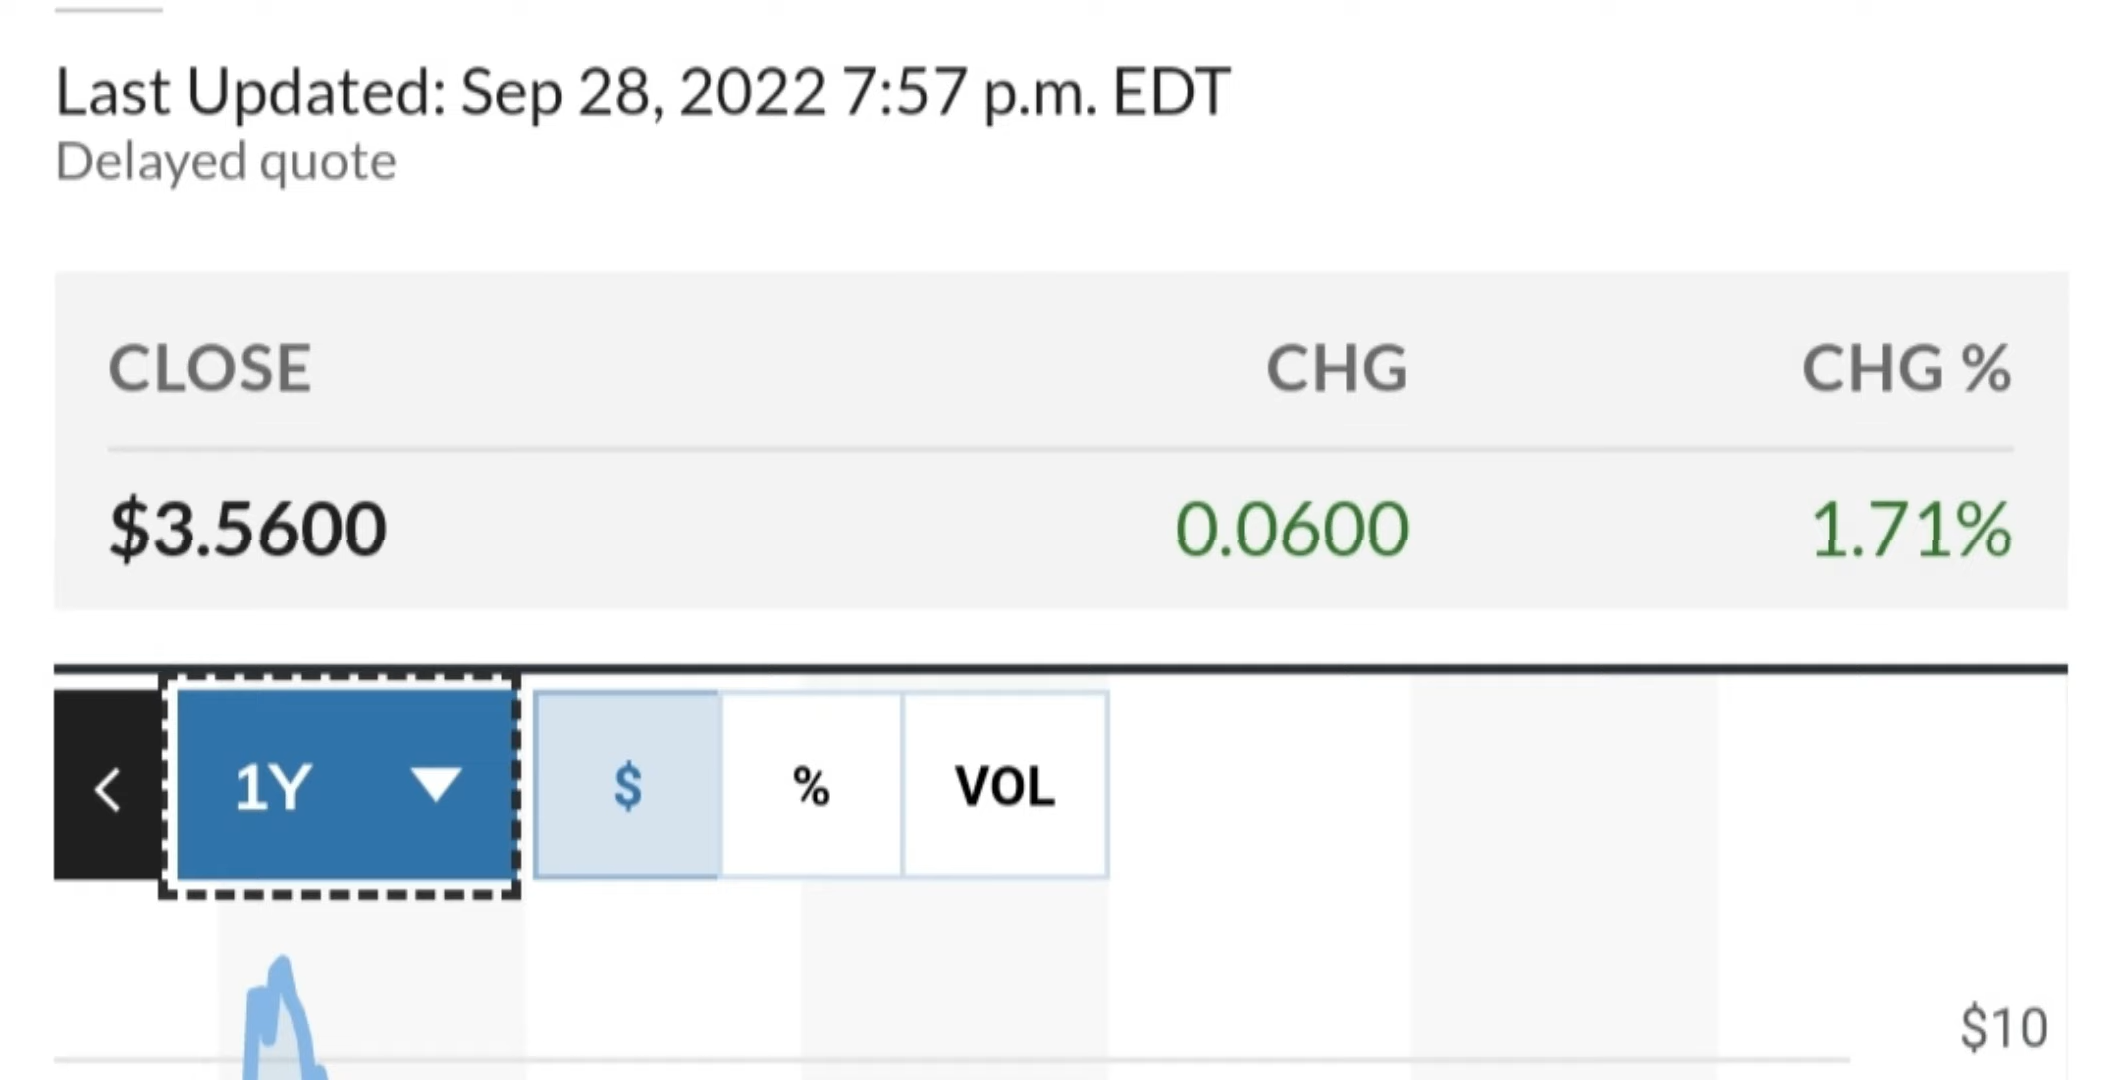 Last Updated: Sep 28, 2022 7:57 p.m. EDT
Delayed quote
CLOSE CHG CHG %
$3.5600 0.0600 1.71%
1Y $ % VOL
$10